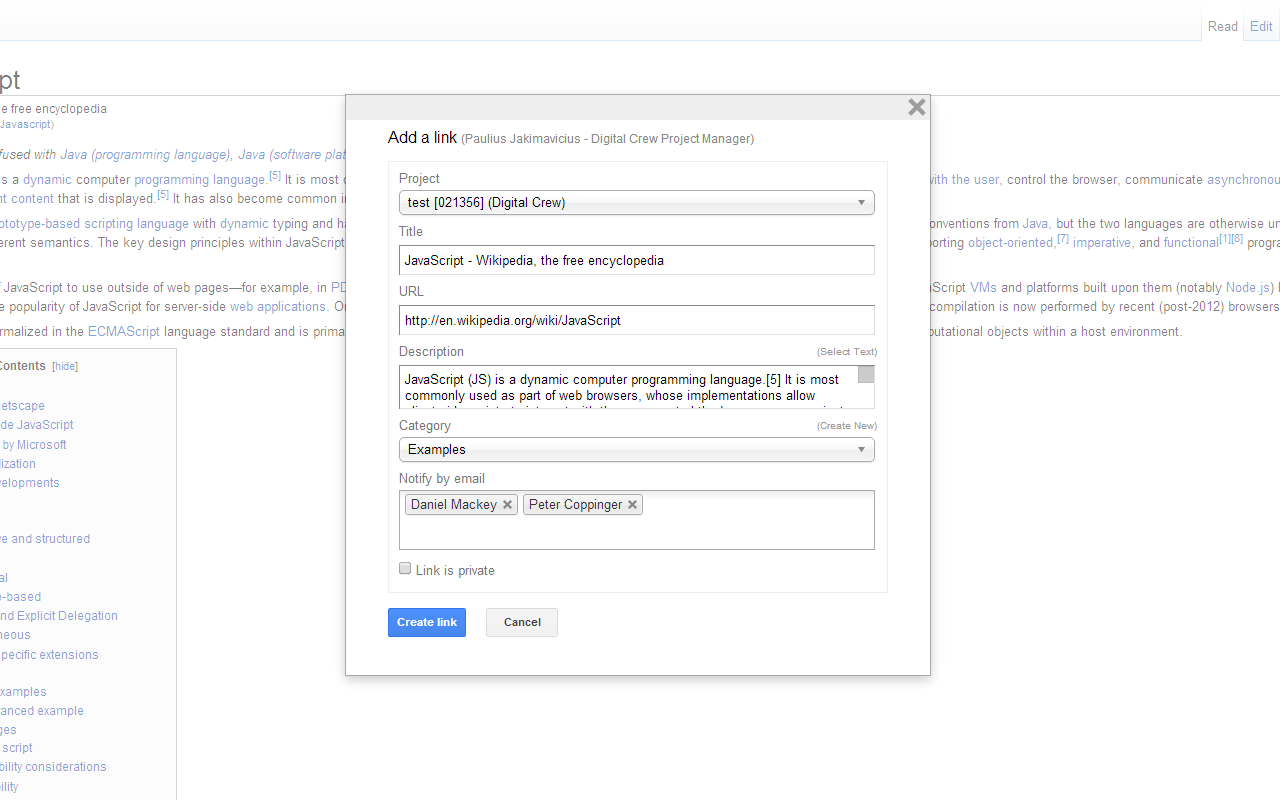 Read Edit
pt
e free encyclopedia
Javascript)
fused with Java (programming language), Java (software plat
s a dynamic computer programming language.[5] It is most
with the user, control the browser, communicate asynchronou
nt content that is displayed.[5] It has also become common in
ototype-based scripting language with dynamic typing and ha
onventions from Java, but the two languages are otherwise un
erent semantics. The key design principles within JavaScript
porting object-oriented,[7] imperative, and functional[1][8] progra
JavaScript to use outside of web pages—for example, in PD
aScript VMs and platforms built upon them (notably Node.js)
e popularity of JavaScript for server-side web applications. O
compilation is now performed by recent (post-2012) browsers
rmalized in the ECMAScript language standard and is prima
putational objects within a host environment.
Contents [hide]
letscape
de JavaScript
by Microsoft
lization
velopments
e and structured
al
e-based
nd Explicit Delegation
neous
pecific extensions
xamples
anced example
ges
script
bility considerations
ility
Add a link (Paulius Jakimavicius - Digital Crew Project Manager)
Project
test [021356] (Digital Crew)
Title
JavaScript - Wikipedia, the free encyclopedia
URL
http://en.wikipedia.org/wiki/JavaScript
Description (Select Text)
JavaScript (JS) is a dynamic computer programming language.[5] It is most
commonly used as part of web browsers, whose implementations allow
Category (Create New)
Examples
Notify by email
Daniel Mackey Peter Coppinger
Link is private
Create link Cancel